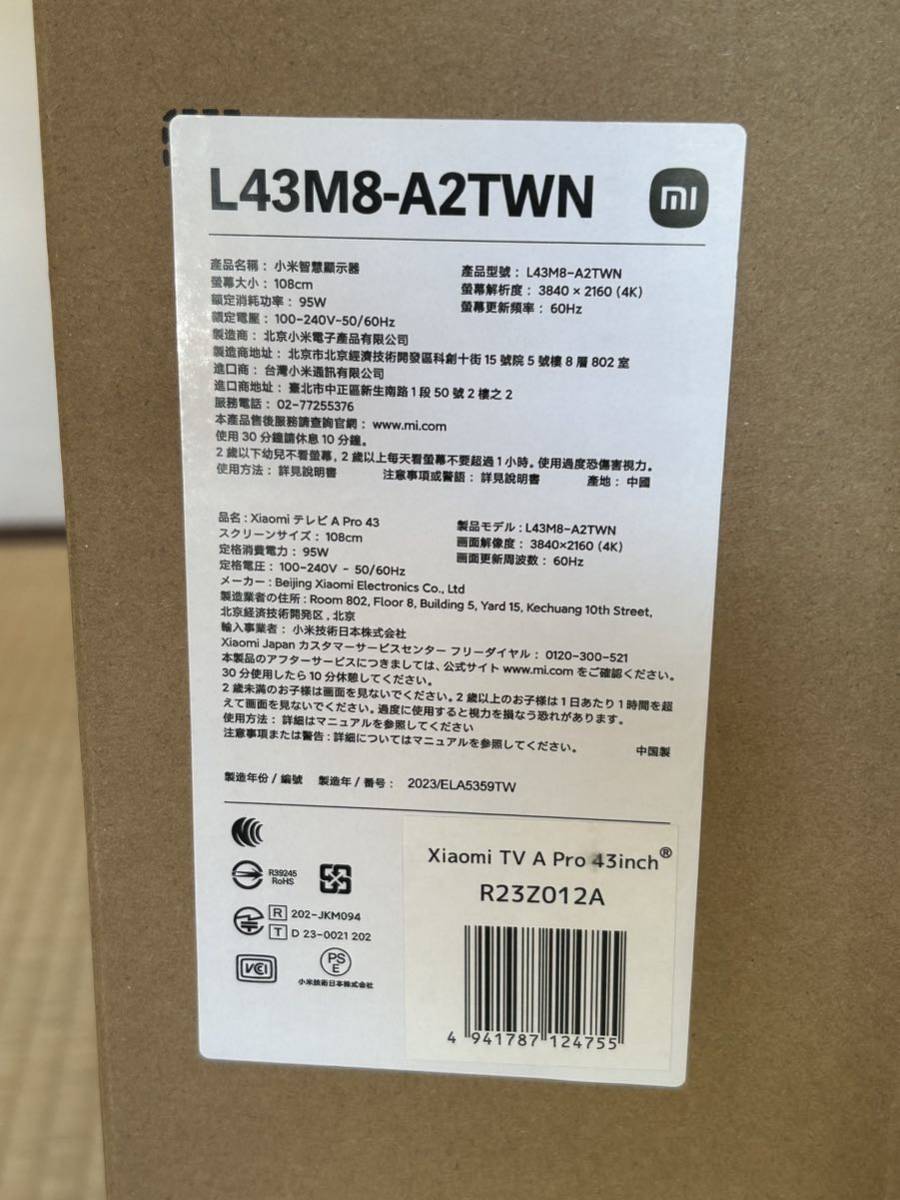 L43M8-A2TWN
mi
產品名稱：小米智慧顯示器
產品型號：L43M8-A2TWN
螢幕大小：108cm
螢幕解析度：3840 × 2160 (4K)
額定消耗功率：95W
螢幕更新頻率：60Hz
額定電壓：100-240V~50/60Hz
製造商：北京小米電子產品有限公司
製造商地址：北京市北京經濟技術開發區科創十街 15 號院 5 號樓 8 層 802 室
進口商：台灣小米通訊有限公司
進口商地址：臺北市中正區新生南路 1 段 50 號 2 樓之 2
服務電話：02-77255376
本產品售後服務請查詢官網：www.mi.com
使用 30 分鐘請休息 10 分鐘。
2 歲以下幼兒不看螢幕，2 歲以上每天看螢幕不要超過 1 小時。使用過度恐傷害視力。
使用方法：詳見說明書 注意事項或警語：詳見說明書 產地：中國
品名：Xiaomi テレビ A Pro 43
製品モデル：L43M8-A2TWN
スクリーンサイズ：108cm
画面解像度：3840×2160 (4K)
定格消費電力：95W
画面更新周波数：60Hz
定格電圧：100-240V ~ 50/60Hz
メーカー：Beijing Xiaomi Electronics Co., Ltd
製造業者の住所：Room 802, Floor 8, Building 5, Yard 15, Kechuang 10th Street,
北京経済技術開発区，北京
輸入事業者：小米技術日本株式会社
Xiaomi Japan カスタマーサービスセンター フリーダイヤル：0120-300-521
本製品のアフターサービスにつきましては、公式サイト www.mi.com をご確認ください。
30 分使用したら 10 分休憩してください。
2 歳未満のお子様は画面を見ないでください。2 歳以上のお子様は 1 日あたり 1 時間を超
えて画面を見ないでください。過度に使用すると視力を損なう恐れがあります。
使用方法：詳細はマニュアルを参照してください
注意事項または警告：詳細についてはマニュアルを参照してください。
中国製
製造年份 / 編號 製造年 / 番号：2023/ELA5359TW
R39245
RoHS
R 202-JKM094
T D 23-0021 202
VCCI
PS
E
小米技術日本株式会社
Xiaomi TV A Pro 43inch®
R23Z012A
4 941787 124755